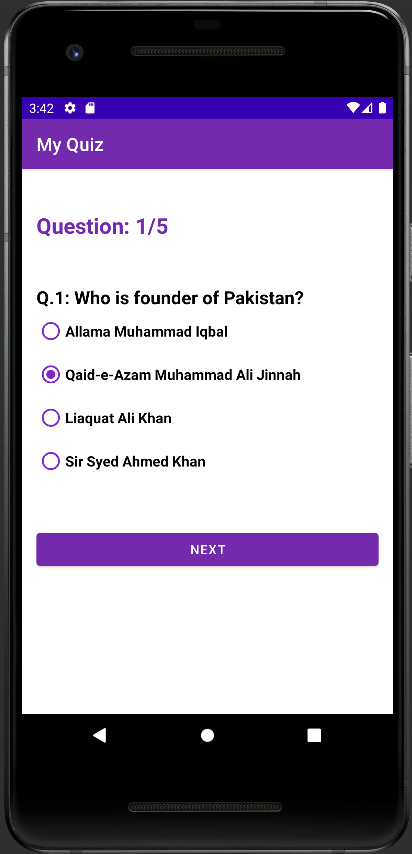 3:42
My Quiz
Question: 1/5
Q.1: Who is founder of Pakistan?
Allama Muhammad Iqbal
Qaid-e-Azam Muhammad Ali Jinnah
Liaquat Ali Khan
Sir Syed Ahmed Khan
NEXT